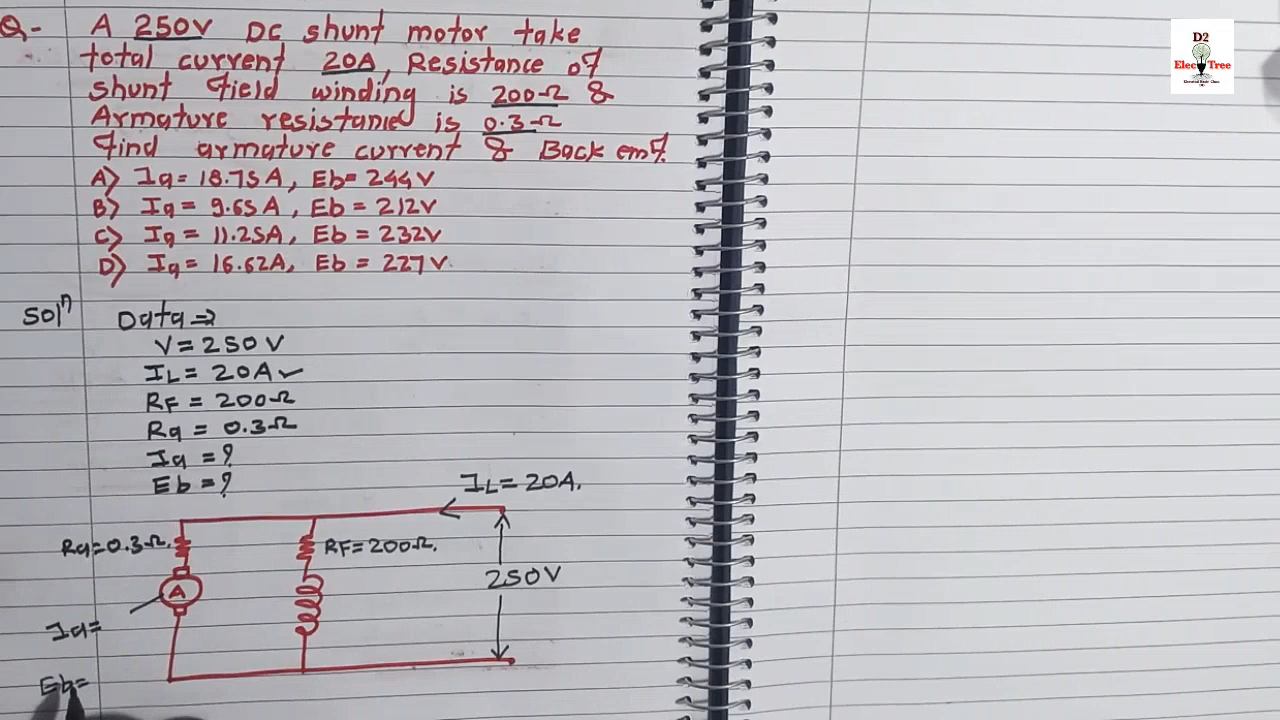 Q- A 250V DC shunt motor take
total current 20A, Resistance of
shunt field winding is 200Ω &
Armature resistance is 0.3Ω
find armature current & Back emf.
A) Ia= 18.75A, Eb= 244V
B) Ia = 9.65A, Eb = 212V
C) Ia = 11.25A, Eb = 232V
D) Ia = 16.62A, Eb = 227V.
Solⁿ Data⇒
V = 250V
IL = 20A✓
RF = 200Ω
Ra = 0.3Ω
Ia = ?
Eb = ?
IL = 20A.
Ra=0.3Ω.
RF=200Ω.
250V
A
Ia=
Eb=
D2
Elec Tree